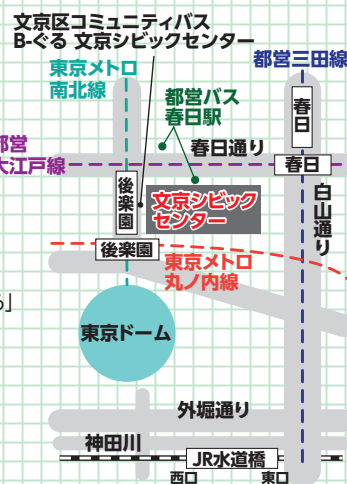 文京区コミュニティバス
B-ぐる 文京シビックセンター
東京メトロ
南北線
都営三田線
都営バス
春日駅
春日
都営
大江戸線
春日通り
春日
後楽園
文京シビック
センター
白山通り
後楽園
東京メトロ
丸ノ内線
」
東京ドーム
外堀通り
神田川
JR水道橋
西口
東口